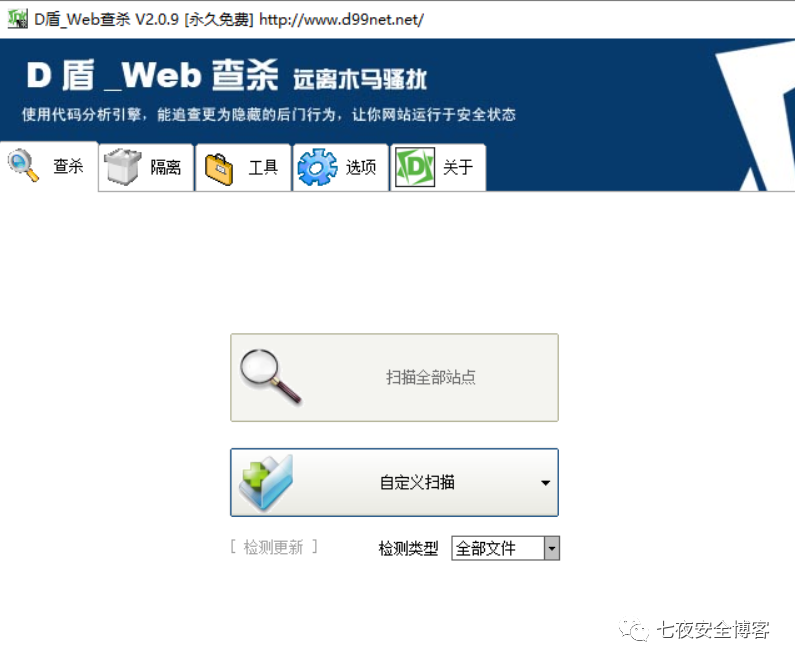 D盾_Web查杀 V2.0.9 [永久免费] http://www.d99net.net/
D 盾 _Web 查杀 远离木马骚扰
使用代码分析引擎，能追查更为隐藏的后门行为，让你网站运行于安全状态
查杀 隔离 工具 选项 关于
扫描全部站点
自定义扫描
[ 检测更新 ] 检测类型 全部文件
七夜安全博客